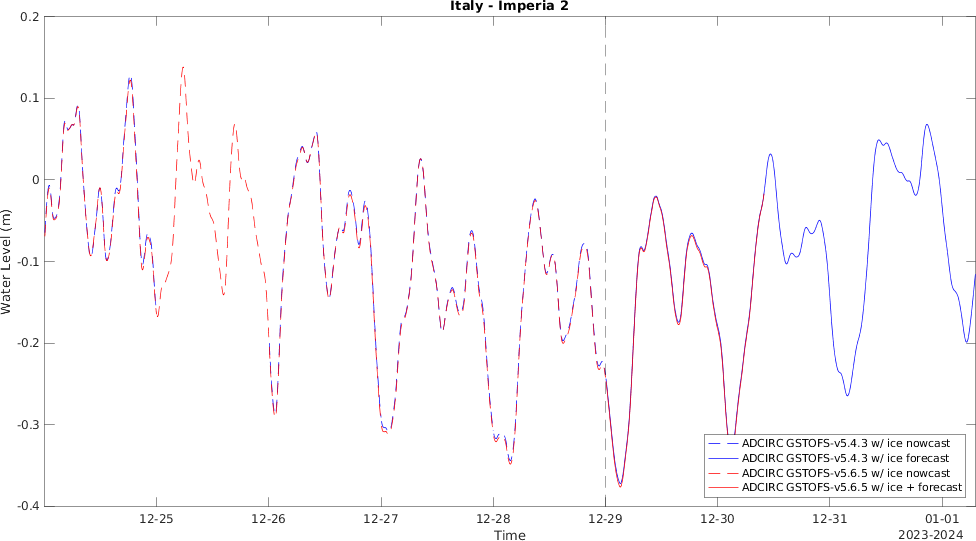 Italy - Imperia 2
0.2
0.1
0
-0.1
-0.2
-0.3
-0.4
Water Level (m)
12-25
12-26
12-27
12-28
12-29
12-30
12-31
01-01
Time
2023-2024
ADCIRC GSTOFS-v5.4.3 w/ ice nowcast
ADCIRC GSTOFS-v5.4.3 w/ ice forecast
ADCIRC GSTOFS-v5.6.5 w/ ice nowcast
ADCIRC GSTOFS-v5.6.5 w/ ice + forecast